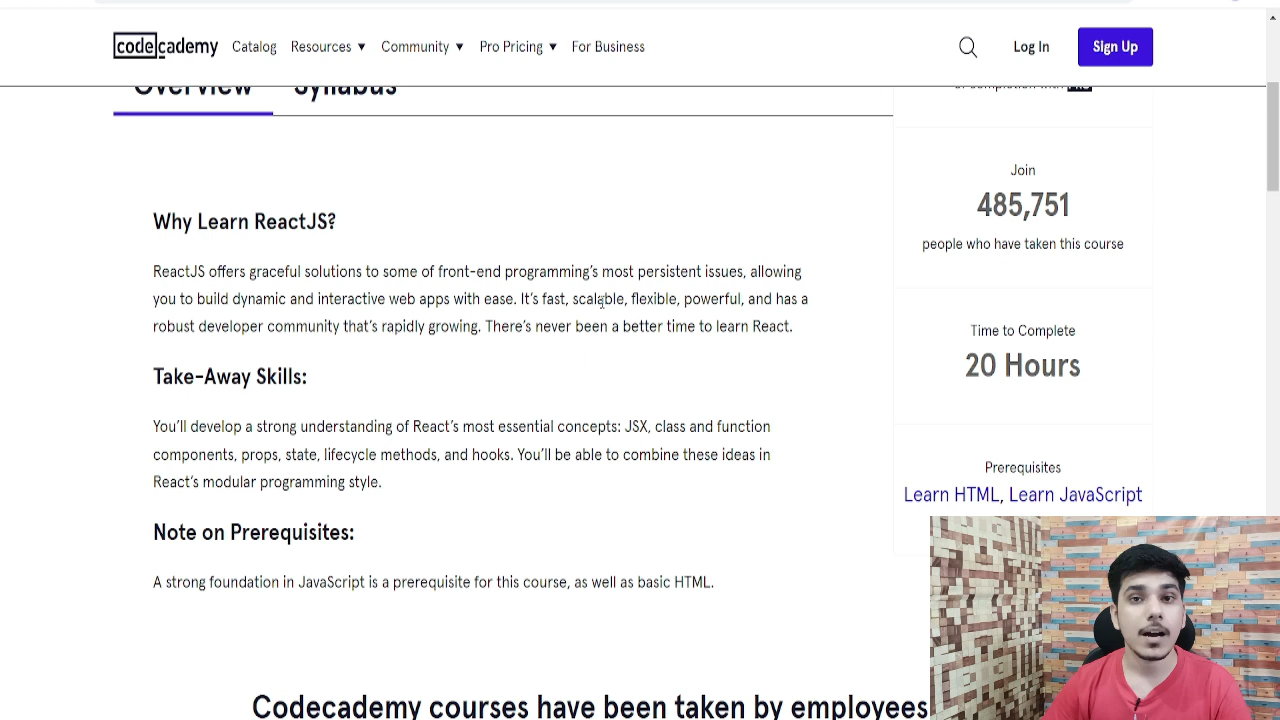 codecademy Catalog Resources Community Pro Pricing For Business Log In Sign Up
Overview Syllabus
of completion with PRO
Why Learn ReactJS?
ReactJS offers graceful solutions to some of front-end programming's most persistent issues, allowing
you to build dynamic and interactive web apps with ease. It's fast, scalable, flexible, powerful, and has a
robust developer community that's rapidly growing. There's never been a better time to learn React.
Take-Away Skills:
You'll develop a strong understanding of React's most essential concepts: JSX, class and function
components, props, state, lifecycle methods, and hooks. You'll be able to combine these ideas in
React's modular programming style.
Note on Prerequisites:
A strong foundation in JavaScript is a prerequisite for this course, as well as basic HTML.
Join
485,751
people who have taken this course
Time to Complete
20 Hours
Prerequisites
Learn HTML, Learn JavaScript
Codecademy courses have been taken by employees